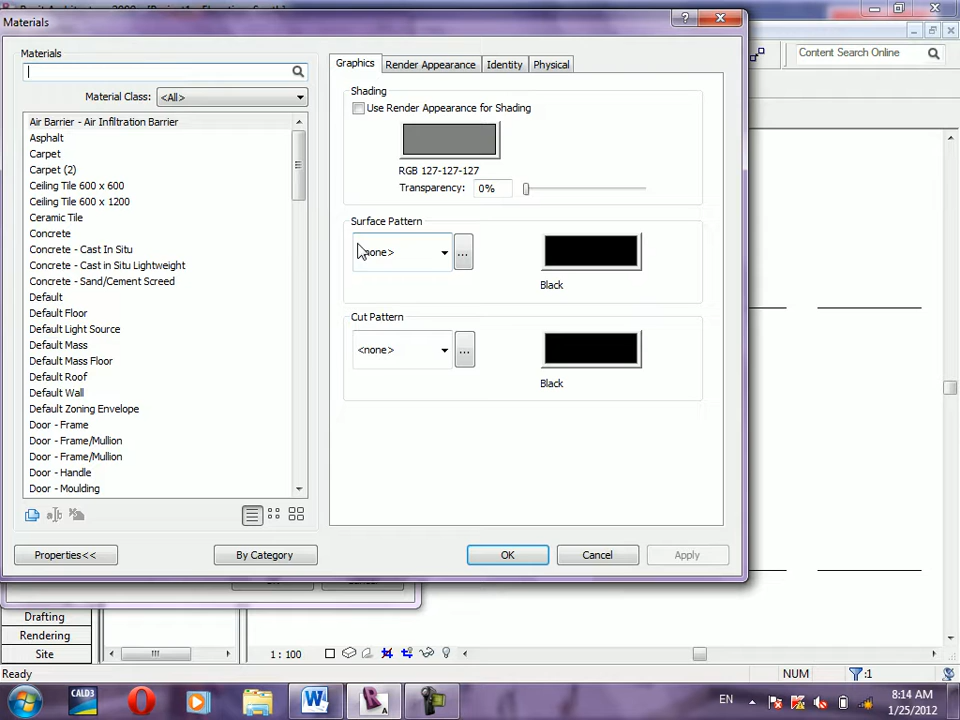 Materials
Materials
Material Class: <All>
Air Barrier - Air Infiltration Barrier
Asphalt
Carpet
Carpet (2)
Ceiling Tile 600 x 600
Ceiling Tile 600 x 1200
Ceramic Tile
Concrete
Concrete - Cast In Situ
Concrete - Cast in Situ Lightweight
Concrete - Sand/Cement Screed
Default
Default Floor
Default Light Source
Default Mass
Default Mass Floor
Default Roof
Default Wall
Default Zoning Envelope
Door - Frame
Door - Frame/Mullion
Door - Frame/Mullion
Door - Handle
Door - Moulding
Properties<<
By Category
Graphics Render Appearance Identity Physical
Shading
Use Render Appearance for Shading
RGB 127-127-127
Transparency: 0%
Surface Pattern
<none> ...
Black
Cut Pattern
<none> ...
Black
OK Cancel Apply
Content Search Online
Drafting
Rendering
Site
1 : 100
Ready
NUM
:1
CALD3
EN
8:14 AM
1/25/2012